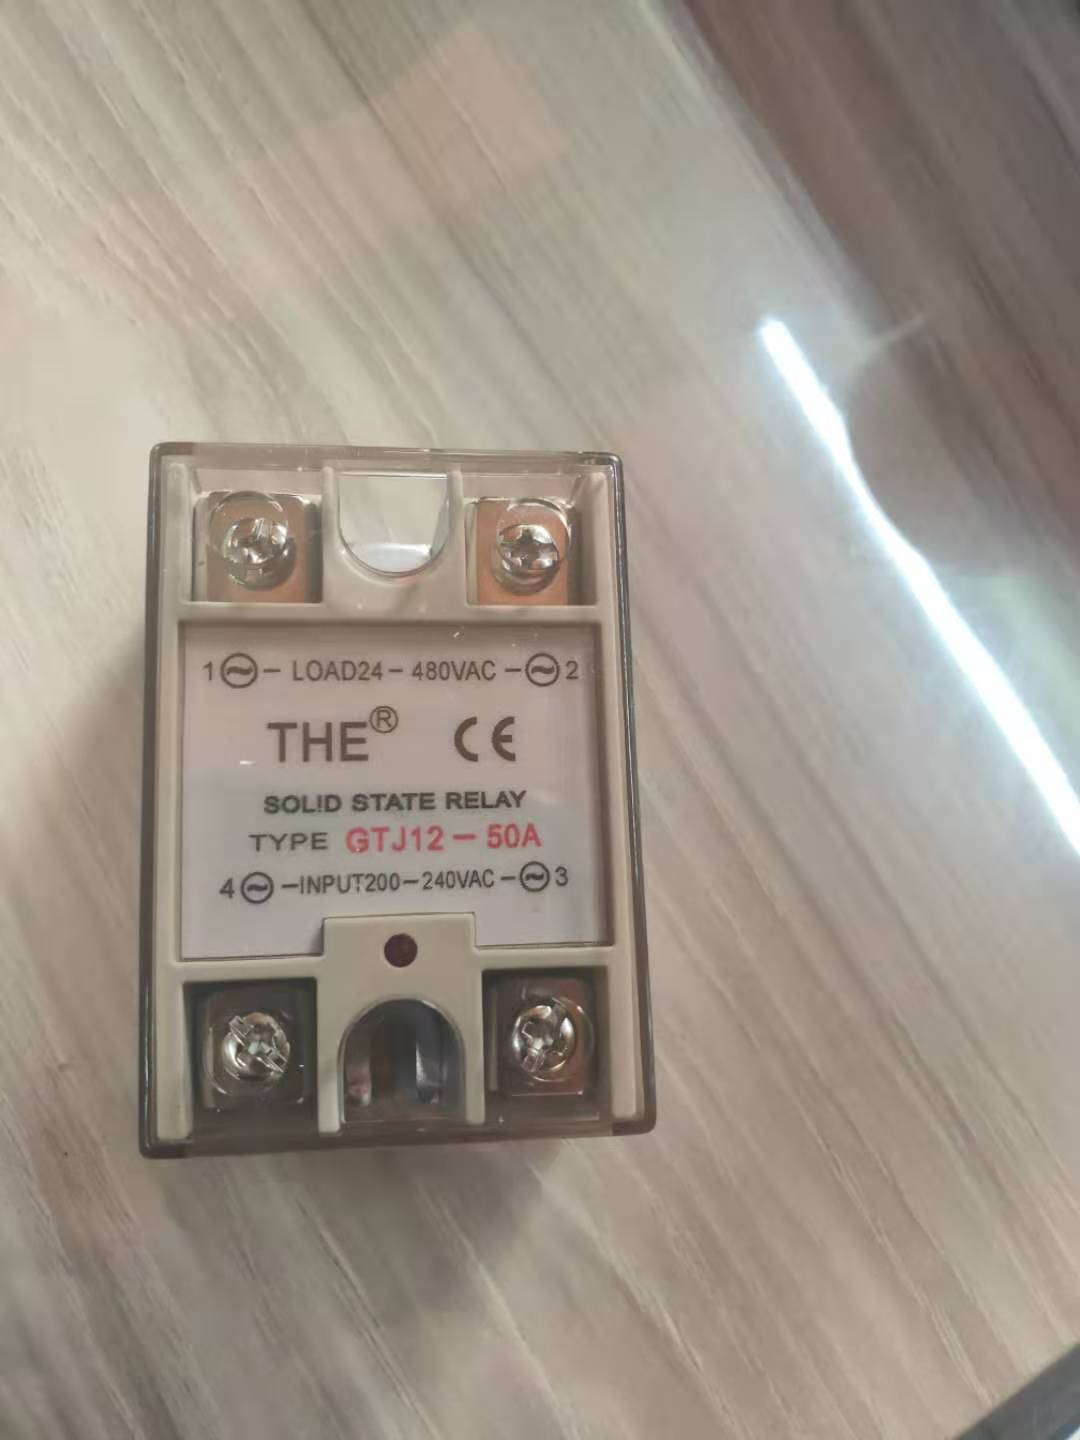 1 ~ - LOAD24 - 480VAC - ~ 2
THE® CE
SOLID STATE RELAY
TYPE GTJ12 - 50A
4 ~ -INPUT200-240VAC- ~ 3